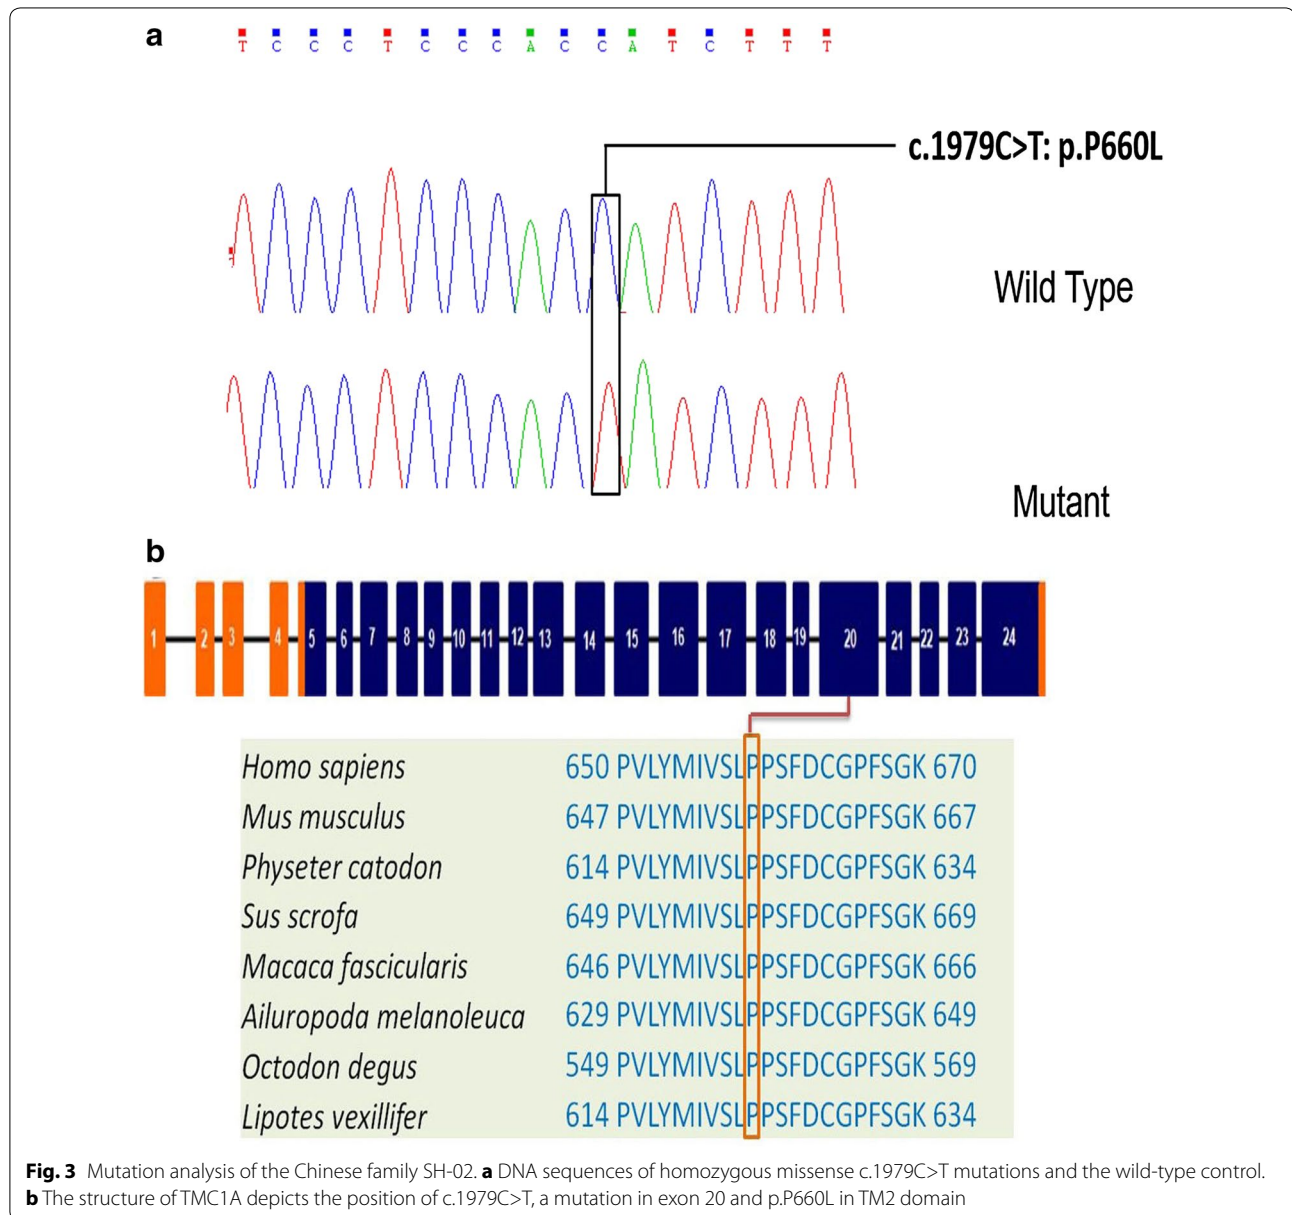 a
T C C C T C C C A C C A T C T T T
c.1979C>T: p.P660L
Wild Type
Mutant
b
1 2 3 4 5 6 7 8 9 10 11 12 13 14 15 16 17 18 19 20 21 22 23 24
Homo sapiens 650 PVLYMIVSLPPSFDCGPFSGK 670
Mus musculus 647 PVLYMIVSLPPSFDCGPFSGK 667
Physeter catodon 614 PVLYMIVSLPPSFDCGPFSGK 634
Sus scrofa 649 PVLYMIVSLPPSFDCGPFSGK 669
Macaca fascicularis 646 PVLYMIVSLPPSFDCGPFSGK 666
Ailuropoda melanoleuca 629 PVLYMIVSLPPSFDCGPFSGK 649
Octodon degus 549 PVLYMIVSLPPSFDCGPFSGK 569
Lipotes vexillifer 614 PVLYMIVSLPPSFDCGPFSGK 634
Fig. 3 Mutation analysis of the Chinese family SH-02. a DNA sequences of homozygous missense c.1979C>T mutations and the wild-type control.
b The structure of TMC1A depicts the position of c.1979C>T, a mutation in exon 20 and p.P660L in TM2 domain